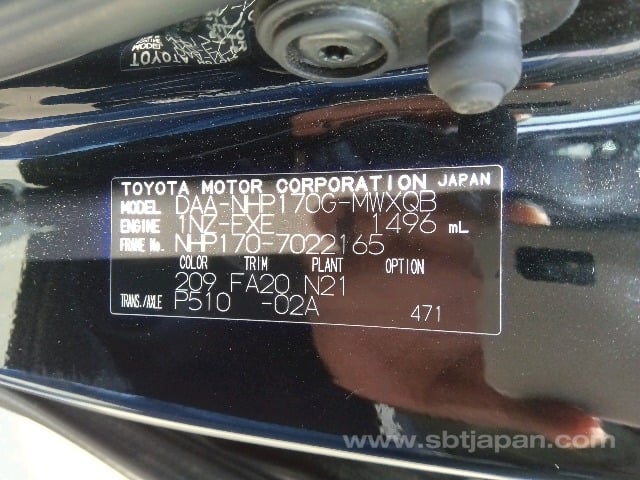 TOYOTA MOTOR CORPORATION JAPAN
MODEL DAA-NHP170G-MWXQB
ENGINE 1NZ-EXE 1496 mL
FRAME No. NHP170-7022165
COLOR TRIM PLANT OPTION
209 FA20 N21
TRANS./AXLE P510 -02A
471
www.sbtjapan.com